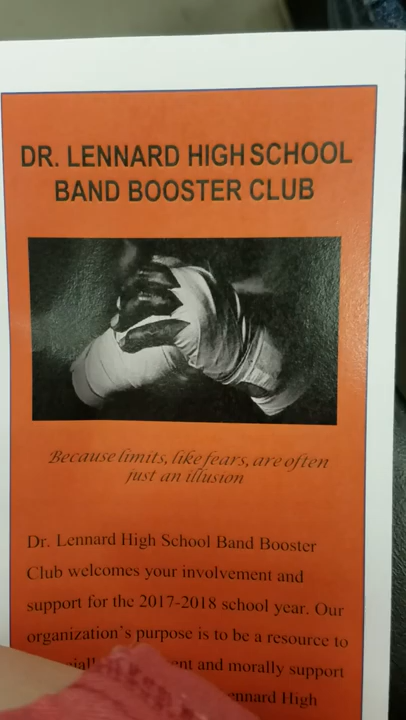 DR. LENNARD HIGH SCHOOL
BAND BOOSTER CLUB
Because limits, like fears, are often
just an illusion
Dr. Lennard High School Band Booster
Club welcomes your involvement and
support for the 2017-2018 school year. Our
organization's purpose is to be a resource to
and morally support
High